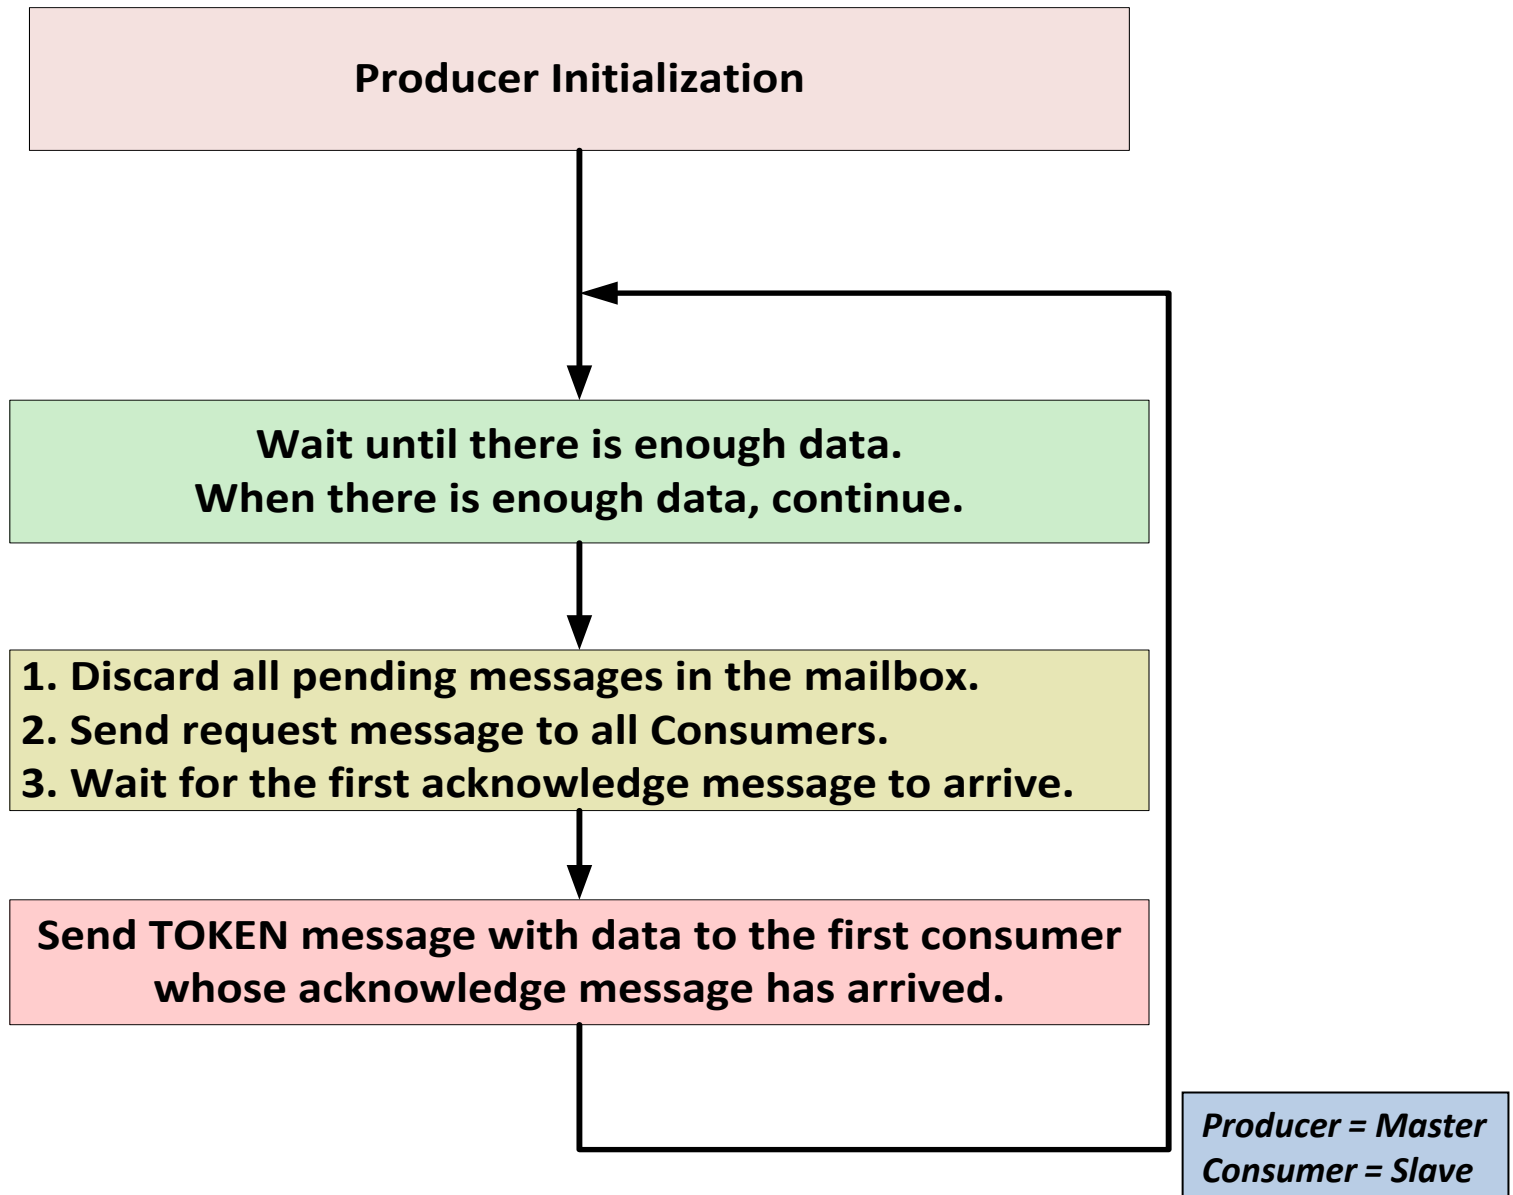 Producer Initialization
Wait until there is enough data.
When there is enough data, continue.
1. Discard all pending messages in the mailbox.
2. Send request message to all Consumers.
3. Wait for the first acknowledge message to arrive.
Send TOKEN message with data to the first consumer
whose acknowledge message has arrived.
Producer = Master
Consumer = Slave